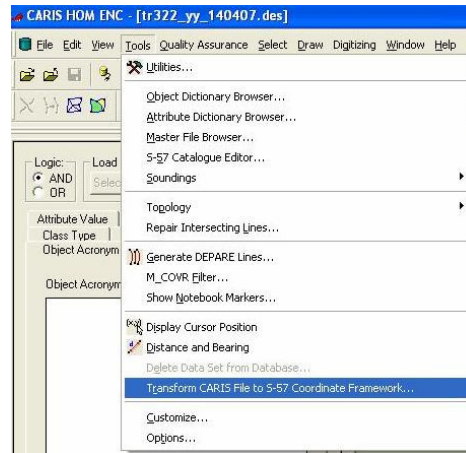 CARIS HOM ENC - [tr322_yy_140407.des]
File Edit View Tools Quality Assurance Select Draw Digitizing Window Help
Utilities...
Object Dictionary Browser...
Attribute Dictionary Browser...
Master File Browser...
S-57 Catalogue Editor...
Soundings
Topology
Repair Intersecting Lines...
Generate DEPARE Lines...
M_COVR Filter...
Show Notebook Markers...
Display Cursor Position
Distance and Bearing
Delete Data Set from Database...
Transform CARIS File to S-57 Coordinate Framework...
Customize...
Options...
Logic: Load
AND
OR
Selec
Attribute Value
Class Type
Object Acronym
Object Acronym